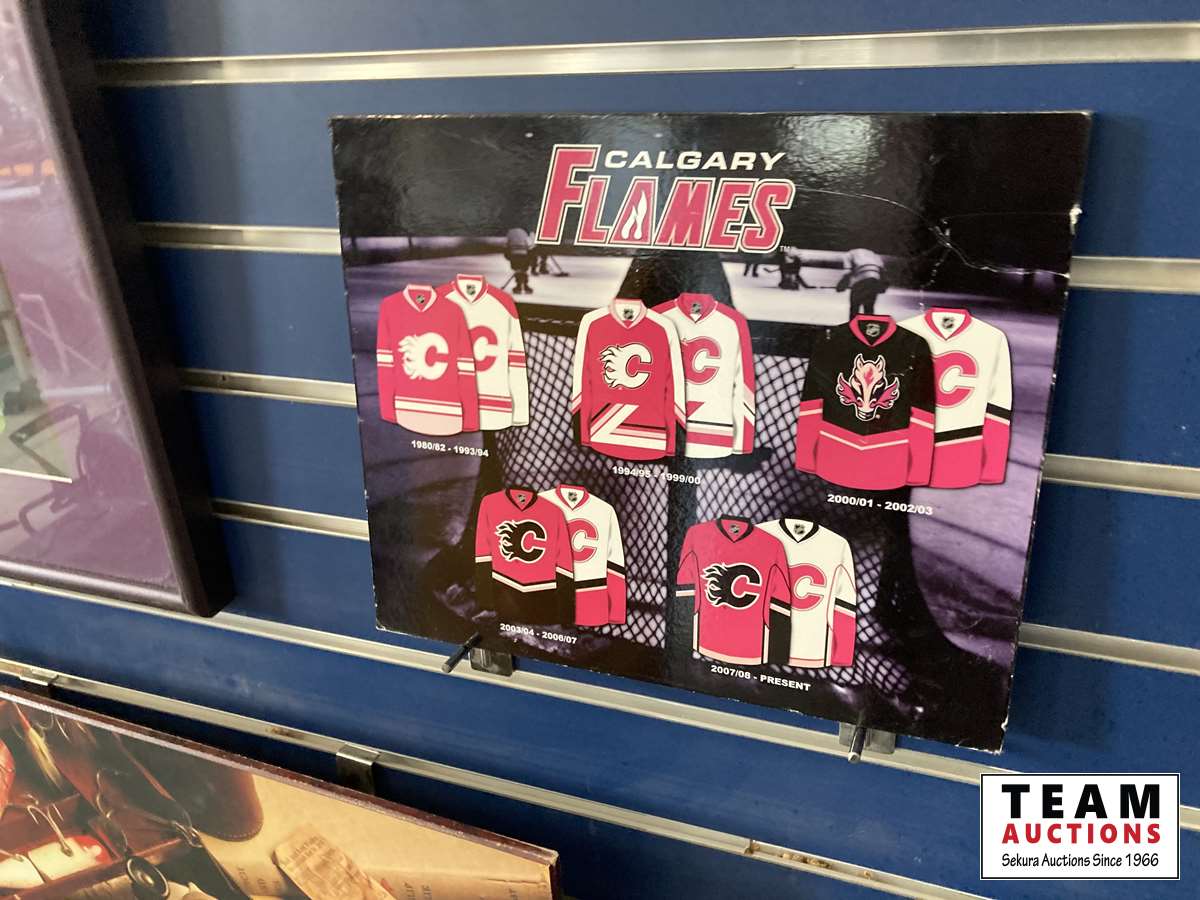 CALGARY
FLAMES
TM
1980/82 - 1993/94
1994/95 - 1999/00
2000/01 - 2002/03
2003/04 - 2006/07
2007/08 - PRESENT
TEAM
AUCTIONS
Sekura Auctions Since 1966